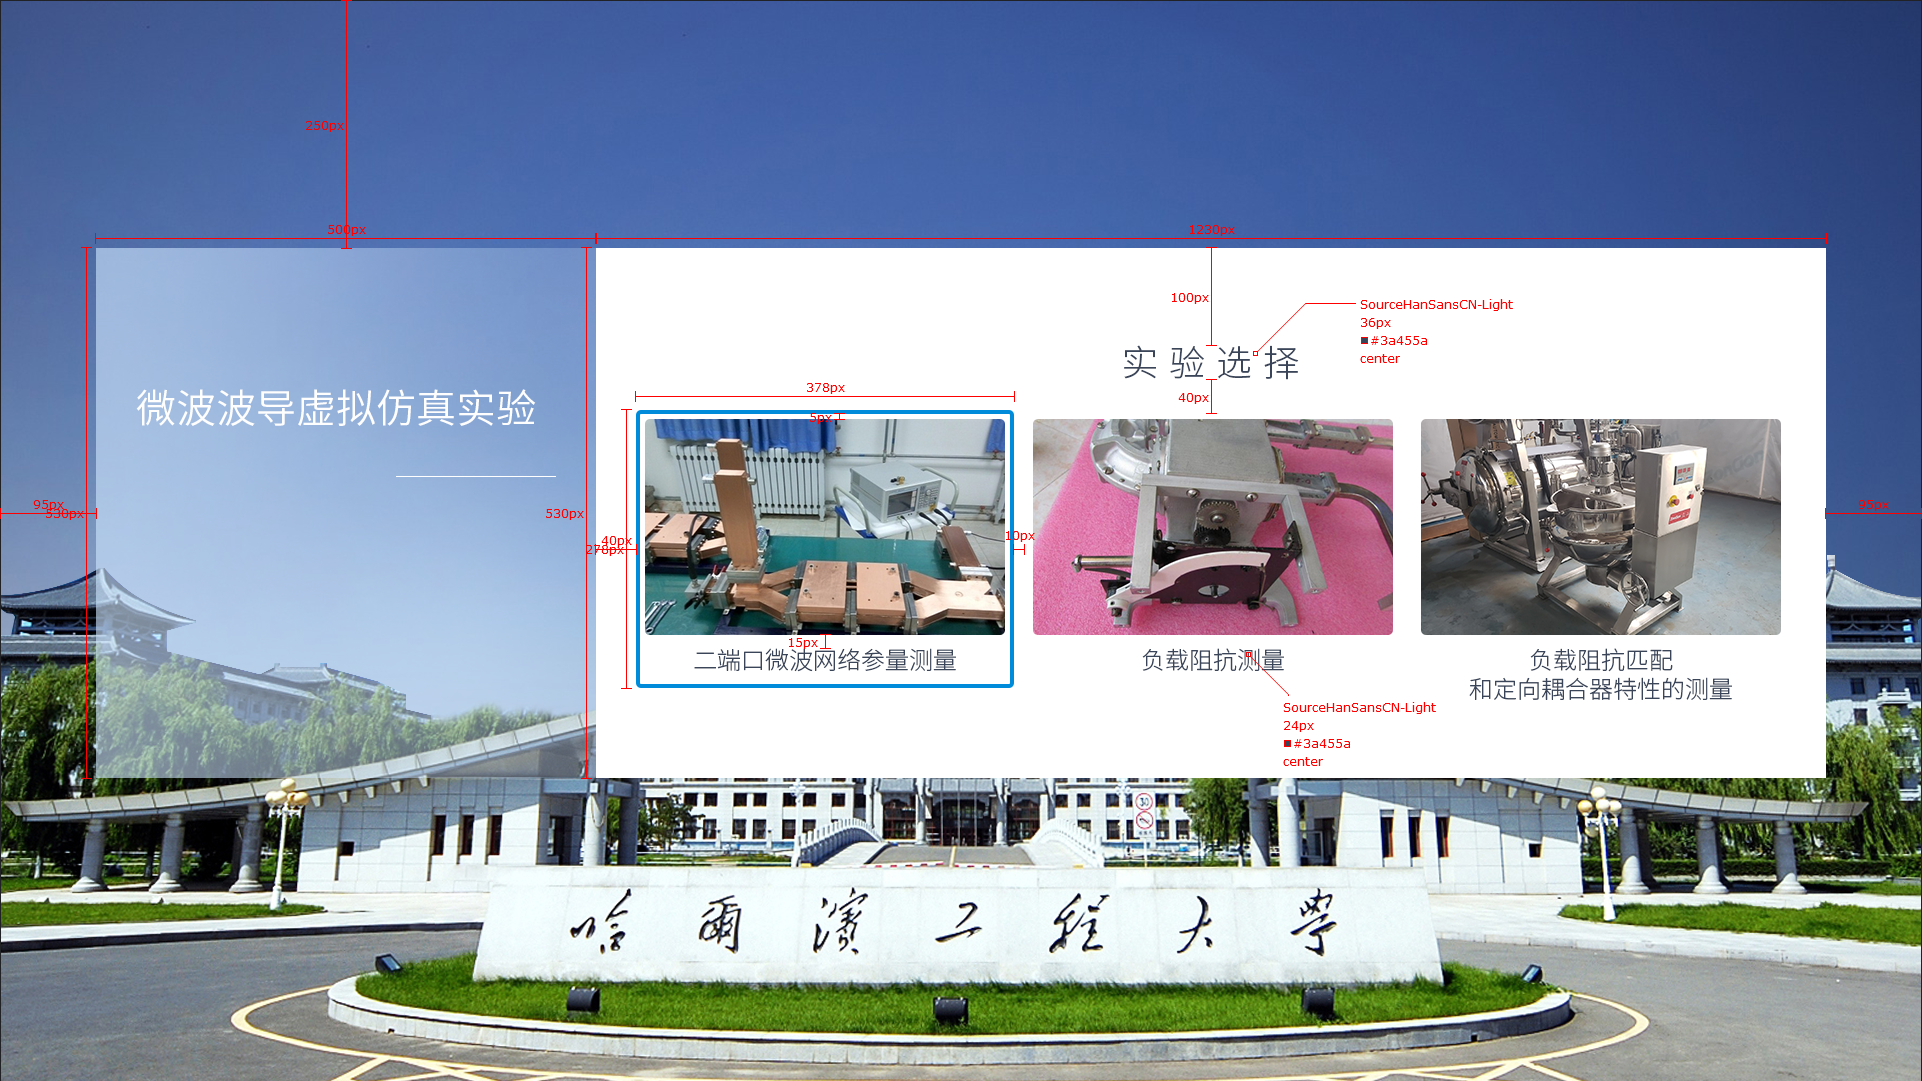 250px
500px
1230px
100px
SourceHanSansCN-Light
36px
#3a455a
center
实验选择
40px
378px
5px
微波波导虚拟仿真实验
95px
530px
530px
95px
40px
278px
10px
15px
二端口微波网络参量测量
负载阻抗测量
负载阻抗匹配
和定向耦合器特性的测量
SourceHanSansCN-Light
24px
#3a455a
center
30
哈爾濱工程大學